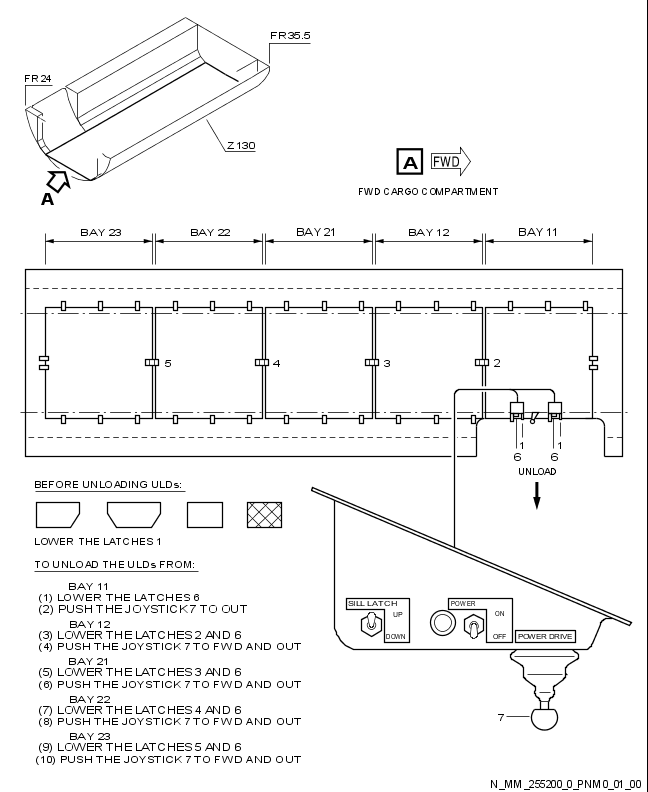 FR35.5
FR24
Z130
A
A FWD
FWD CARGO COMPARTMENT
BAY 23 BAY 22 BAY 21 BAY 12 BAY 11
5 4 3 2
1 1
6 6
UNLOAD
BEFORE UNLOADING ULDs:
LOWER THE LATCHES 1
TO UNLOAD THE ULDs FROM:
BAY 11
(1) LOWER THE LATCHES 6
(2) PUSH THE JOYSTICK 7 TO OUT
BAY 12
(3) LOWER THE LATCHES 2 AND 6
(4) PUSH THE JOYSTICK 7 TO FWD AND OUT
BAY 21
(5) LOWER THE LATCHES 3 AND 6
(6) PUSH THE JOYSTICK 7 TO FWD AND OUT
BAY 22
(7) LOWER THE LATCHES 4 AND 6
(8) PUSH THE JOYSTICK 7 TO FWD AND OUT
BAY 23
(9) LOWER THE LATCHES 5 AND 6
(10) PUSH THE JOYSTICK 7 TO FWD AND OUT
SILL LATCH
UP
DOWN
POWER
ON
OFF
POWER DRIVE
7
N_MM_255200_0_PNM0_01_00